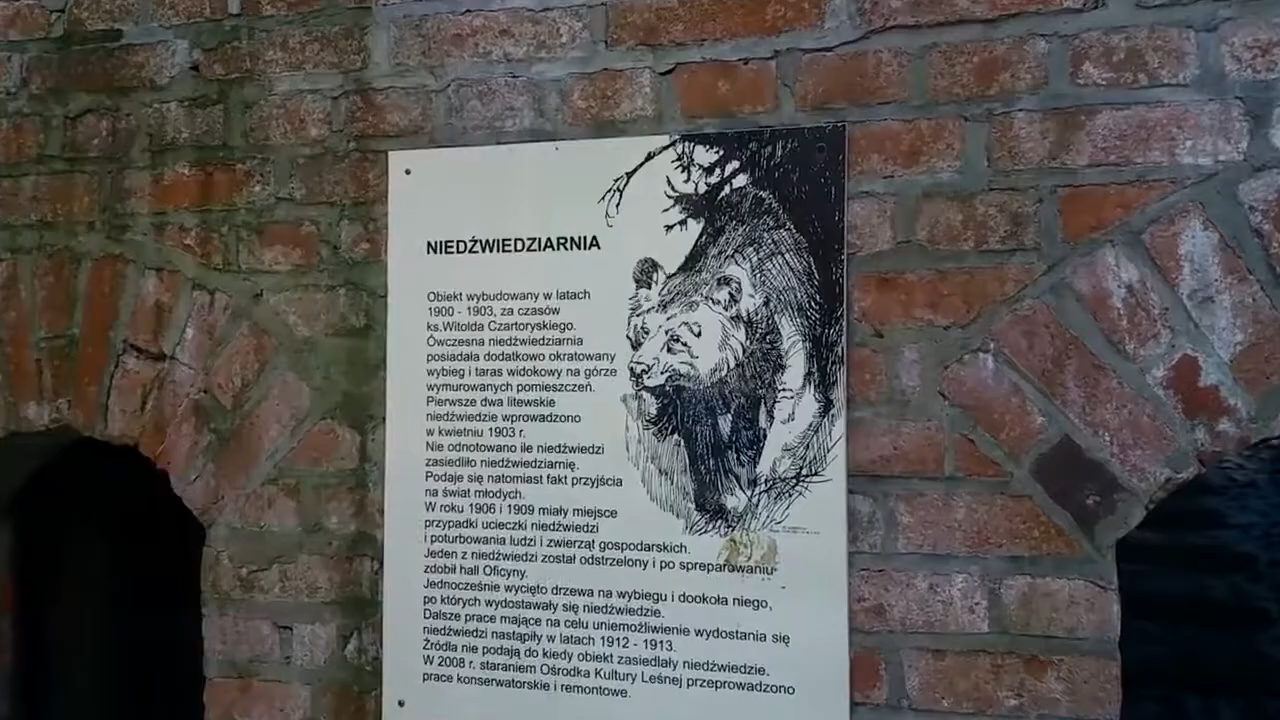 NIEDŹWIEDZIARNIA
Obiekt wybudowany w latach
1900 - 1903, za czasów
ks.Witolda Czartoryskiego.
Ówczesna niedźwiedziarnia
posiadała dodatkowo okratowany
wybieg i taras widokowy na górze
wymurowanych pomieszczeń.
Pierwsze dwa litewskie
niedźwiedzie wprowadzono
w kwietniu 1903 r.
Nie odnotowano ile niedźwiedzi
zasiedliło niedźwiedziarnię.
Podaje się natomiast fakt przyjścia
na świat młodych.
W roku 1906 i 1909 miały miejsce
przypadki ucieczki niedźwiedzi
i poturbowania ludzi i zwierząt gospodarskich.
Jeden z niedźwiedzi został odstrzelony i po spreparowaniu
zdobił hall Oficyny.
Jednocześnie wycięto drzewa na wybiegu i dookoła niego,
po których wydostawały się niedźwiedzie.
Dalsze prace mające na celu uniemożliwienie wydostania się
niedźwiedzi nastąpiły w latach 1912 - 1913.
Źródła nie podają do kiedy obiekt zasiedlały niedźwiedzie.
W 2008 r. staraniem Ośrodka Kultury Leśnej przeprowadzono
prace konserwatorskie i remontowe.